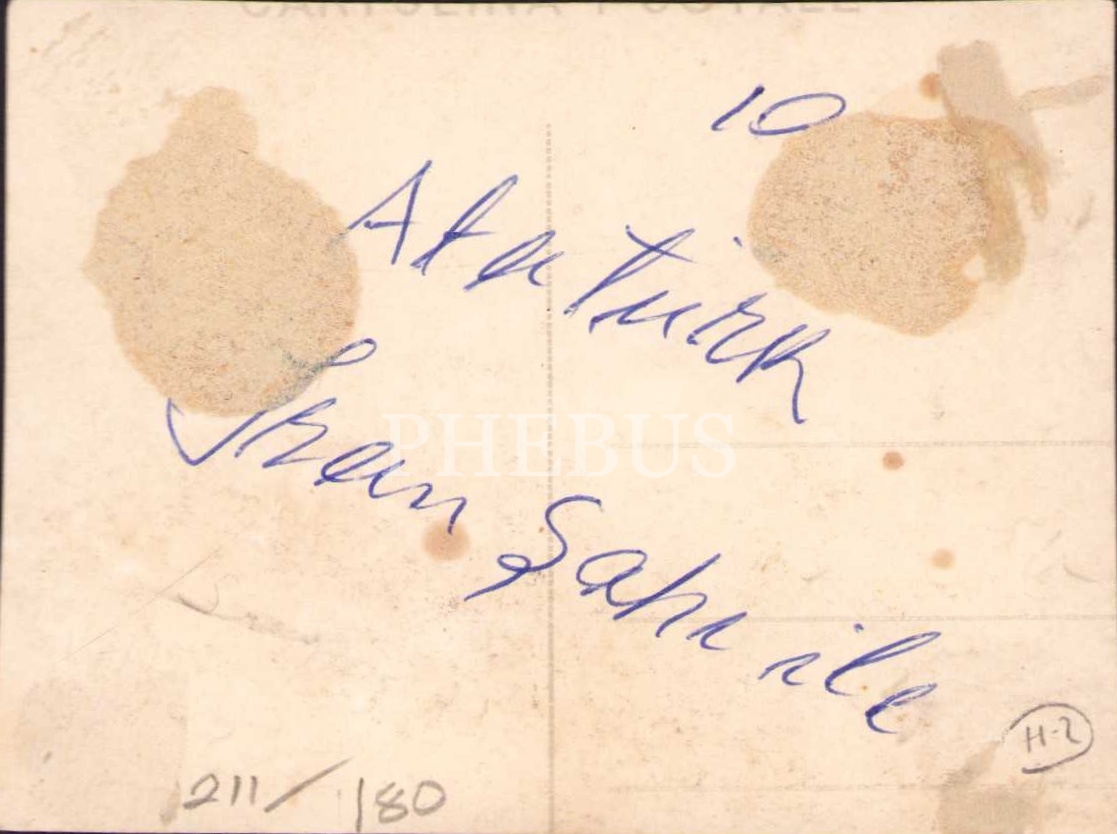 CARTOLINA POSTALE
10
Atatürk
İran Şahı ile
PHEBUS
H-2
211/180